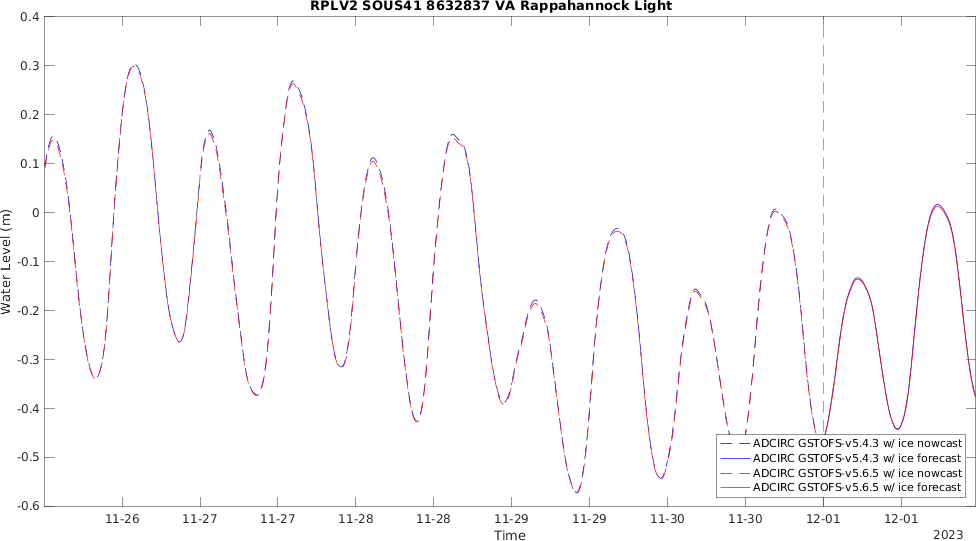 RPLV2 SOUS41 8632837 VA Rappahannock Light
0.4
0.3
0.2
0.1
0
-0.1
-0.2
-0.3
-0.4
-0.5
-0.6
Water Level (m)
ADCIRC GSTOFS-v5.4.3 w/ ice nowcast
ADCIRC GSTOFS-v5.4.3 w/ ice forecast
ADCIRC GSTOFS-v5.6.5 w/ ice nowcast
ADCIRC GSTOFS-v5.6.5 w/ ice forecast
11-26 11-27 11-27 11-28 11-28 11-29 11-29 11-30 11-30 12-01 12-01
Time
2023